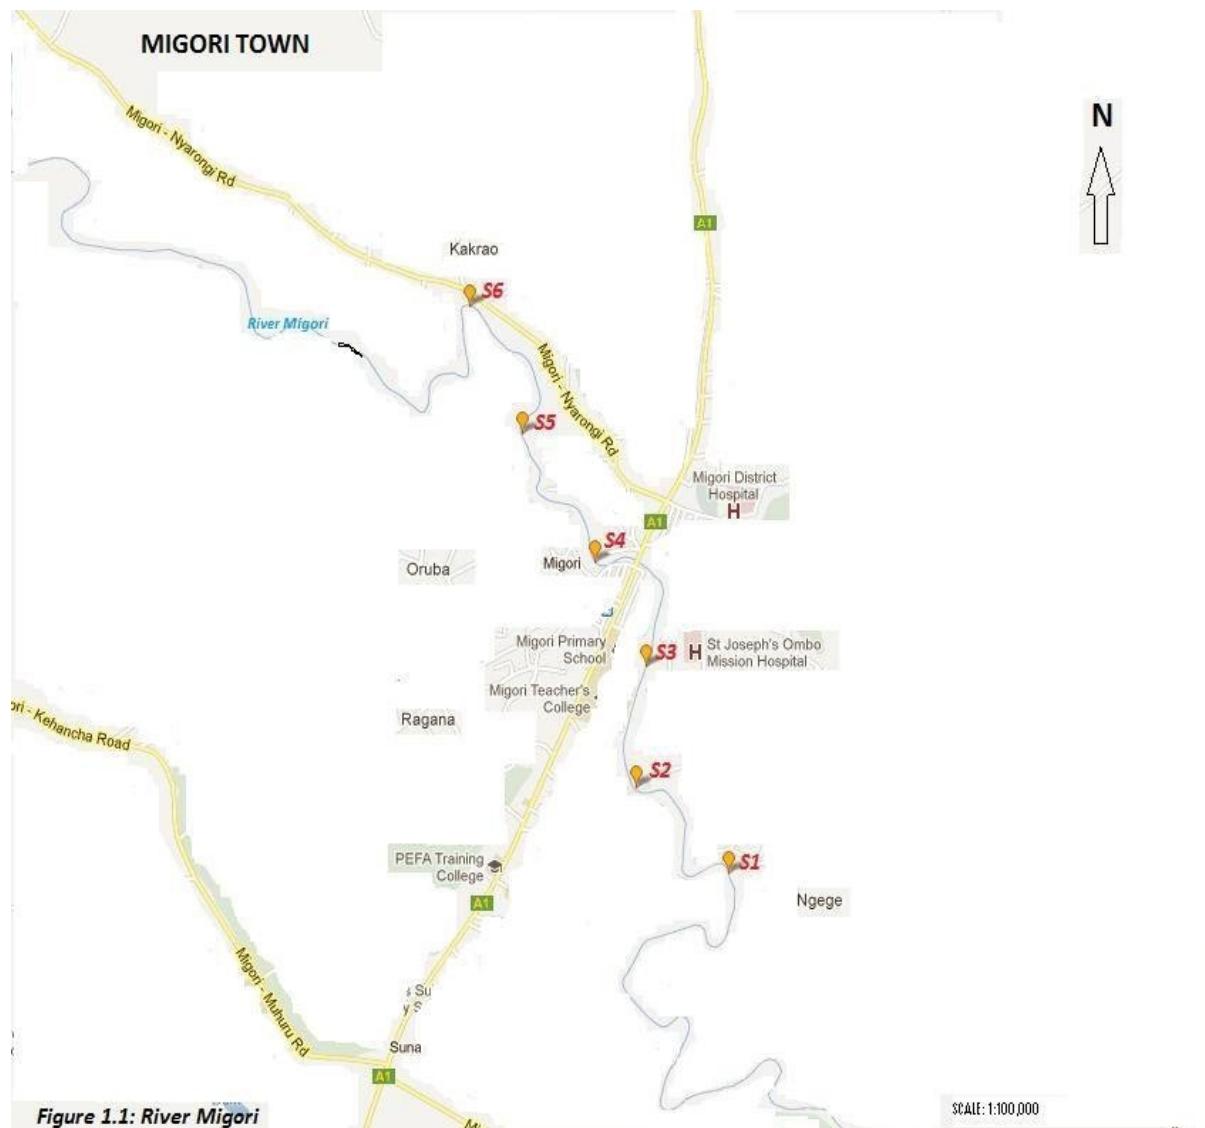 MIGORI TOWN
N
Migori - Nyarongi Rd
A1
Kakrao
S6
River Migori
Migori - Nyarongi Rd
S5
Migori District
Hospital
H
A1
S4
Migori
Oruba
Migori Primary
School
S3
H
St Joseph's Ombo
Mission Hospital
Migori Teacher's
College
Ragana
ori - Kehancha Road
S2
PEFA Training
College
S1
Ngege
A1
Migori - Muhuru Rd
s Su
y S
Suna
A1
SCALE: 1:100,000
Figure 1.1: River Migori